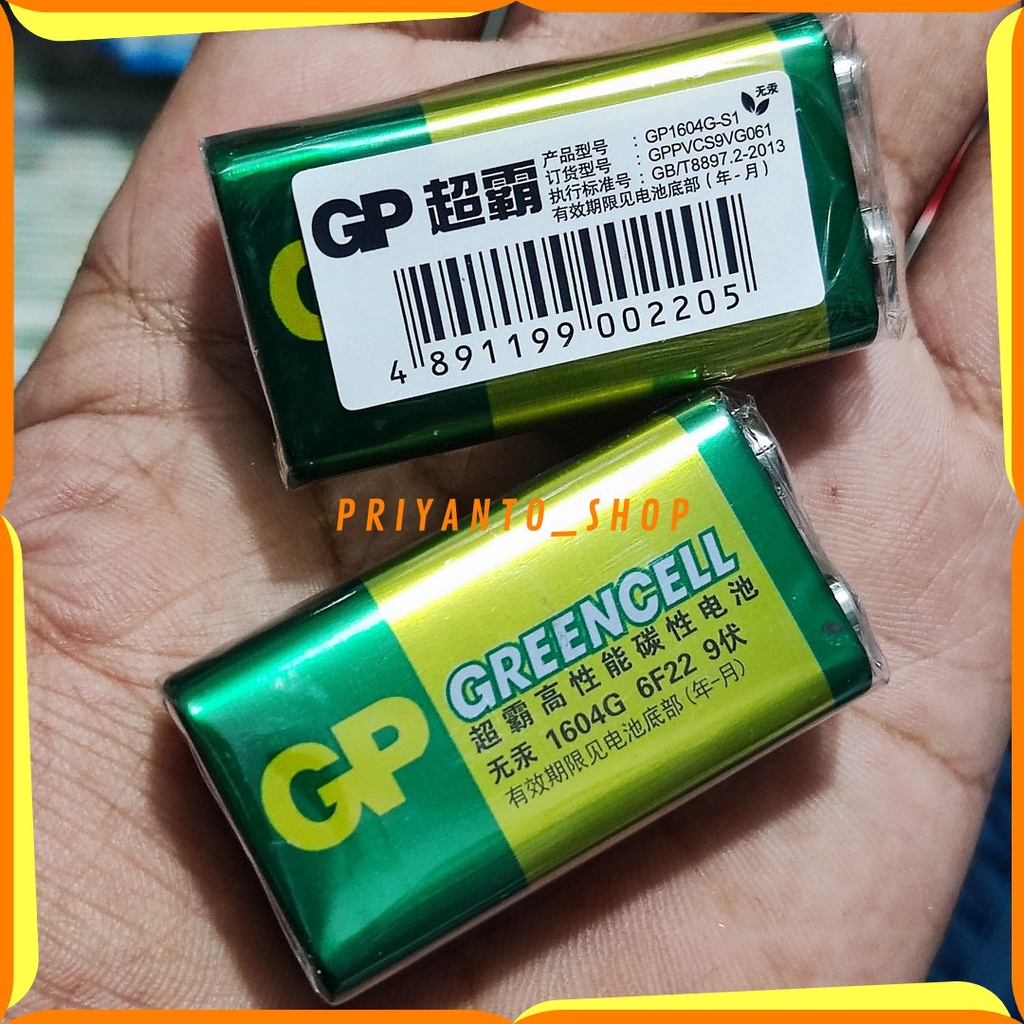 无汞
GP 超霸
产品型号 : GP1604G-S1
订货型号 : GPPVCS9VG061
执行标准号 : GB/T8897.2-2013
有效期限见电池底部(年-月)
4 891199 002205
G
PRIYANTO_SHOP
GP
GREENCELL
超霸高性能碳性电池
无汞 1604G 6F22 9伏
有效期限见电池底部(年-月)